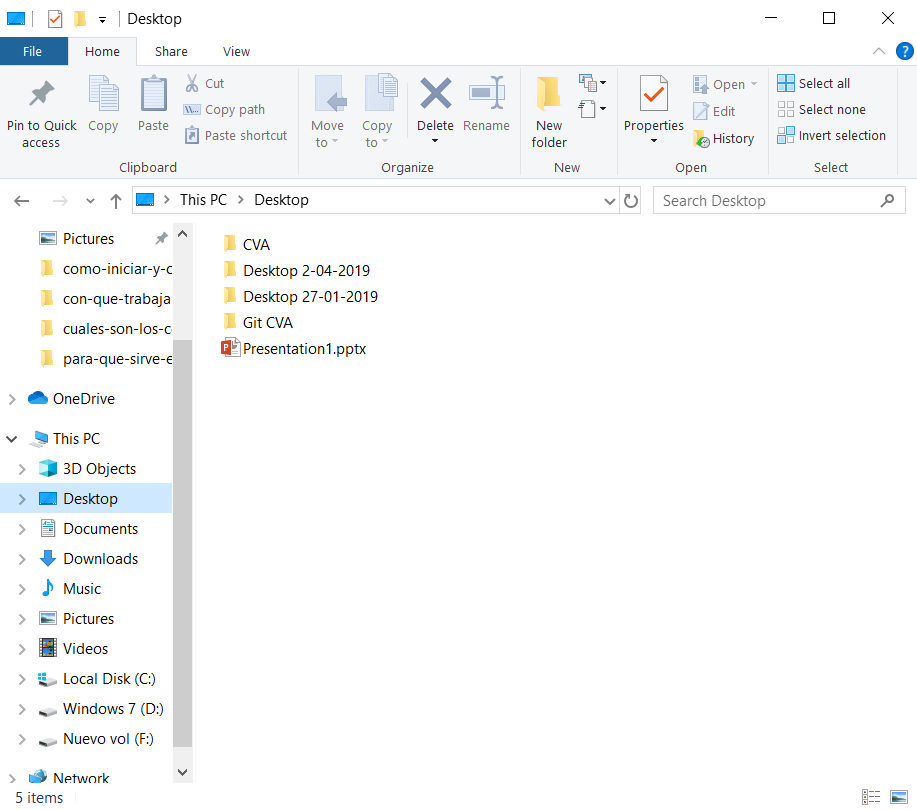 Desktop
File Home Share View
Pin to Quick access
Copy
Paste
Cut
Copy path
Paste shortcut
Clipboard
Move to
Copy to
Delete
Rename
Organize
New folder
New
Properties
Open
Edit
History
Open
Select all
Select none
Invert selection
Select
This PC > Desktop
Search Desktop
Pictures
como-iniciar-y-c
con-que-trabaja
cuales-son-los-c
para-que-sirve-e
OneDrive
This PC
3D Objects
Desktop
Documents
Downloads
Music
Pictures
Videos
Local Disk (C:)
Windows 7 (D:)
Nuevo vol (F:)
Network
CVA
Desktop 2-04-2019
Desktop 27-01-2019
Git CVA
Presentation1.pptx
5 items